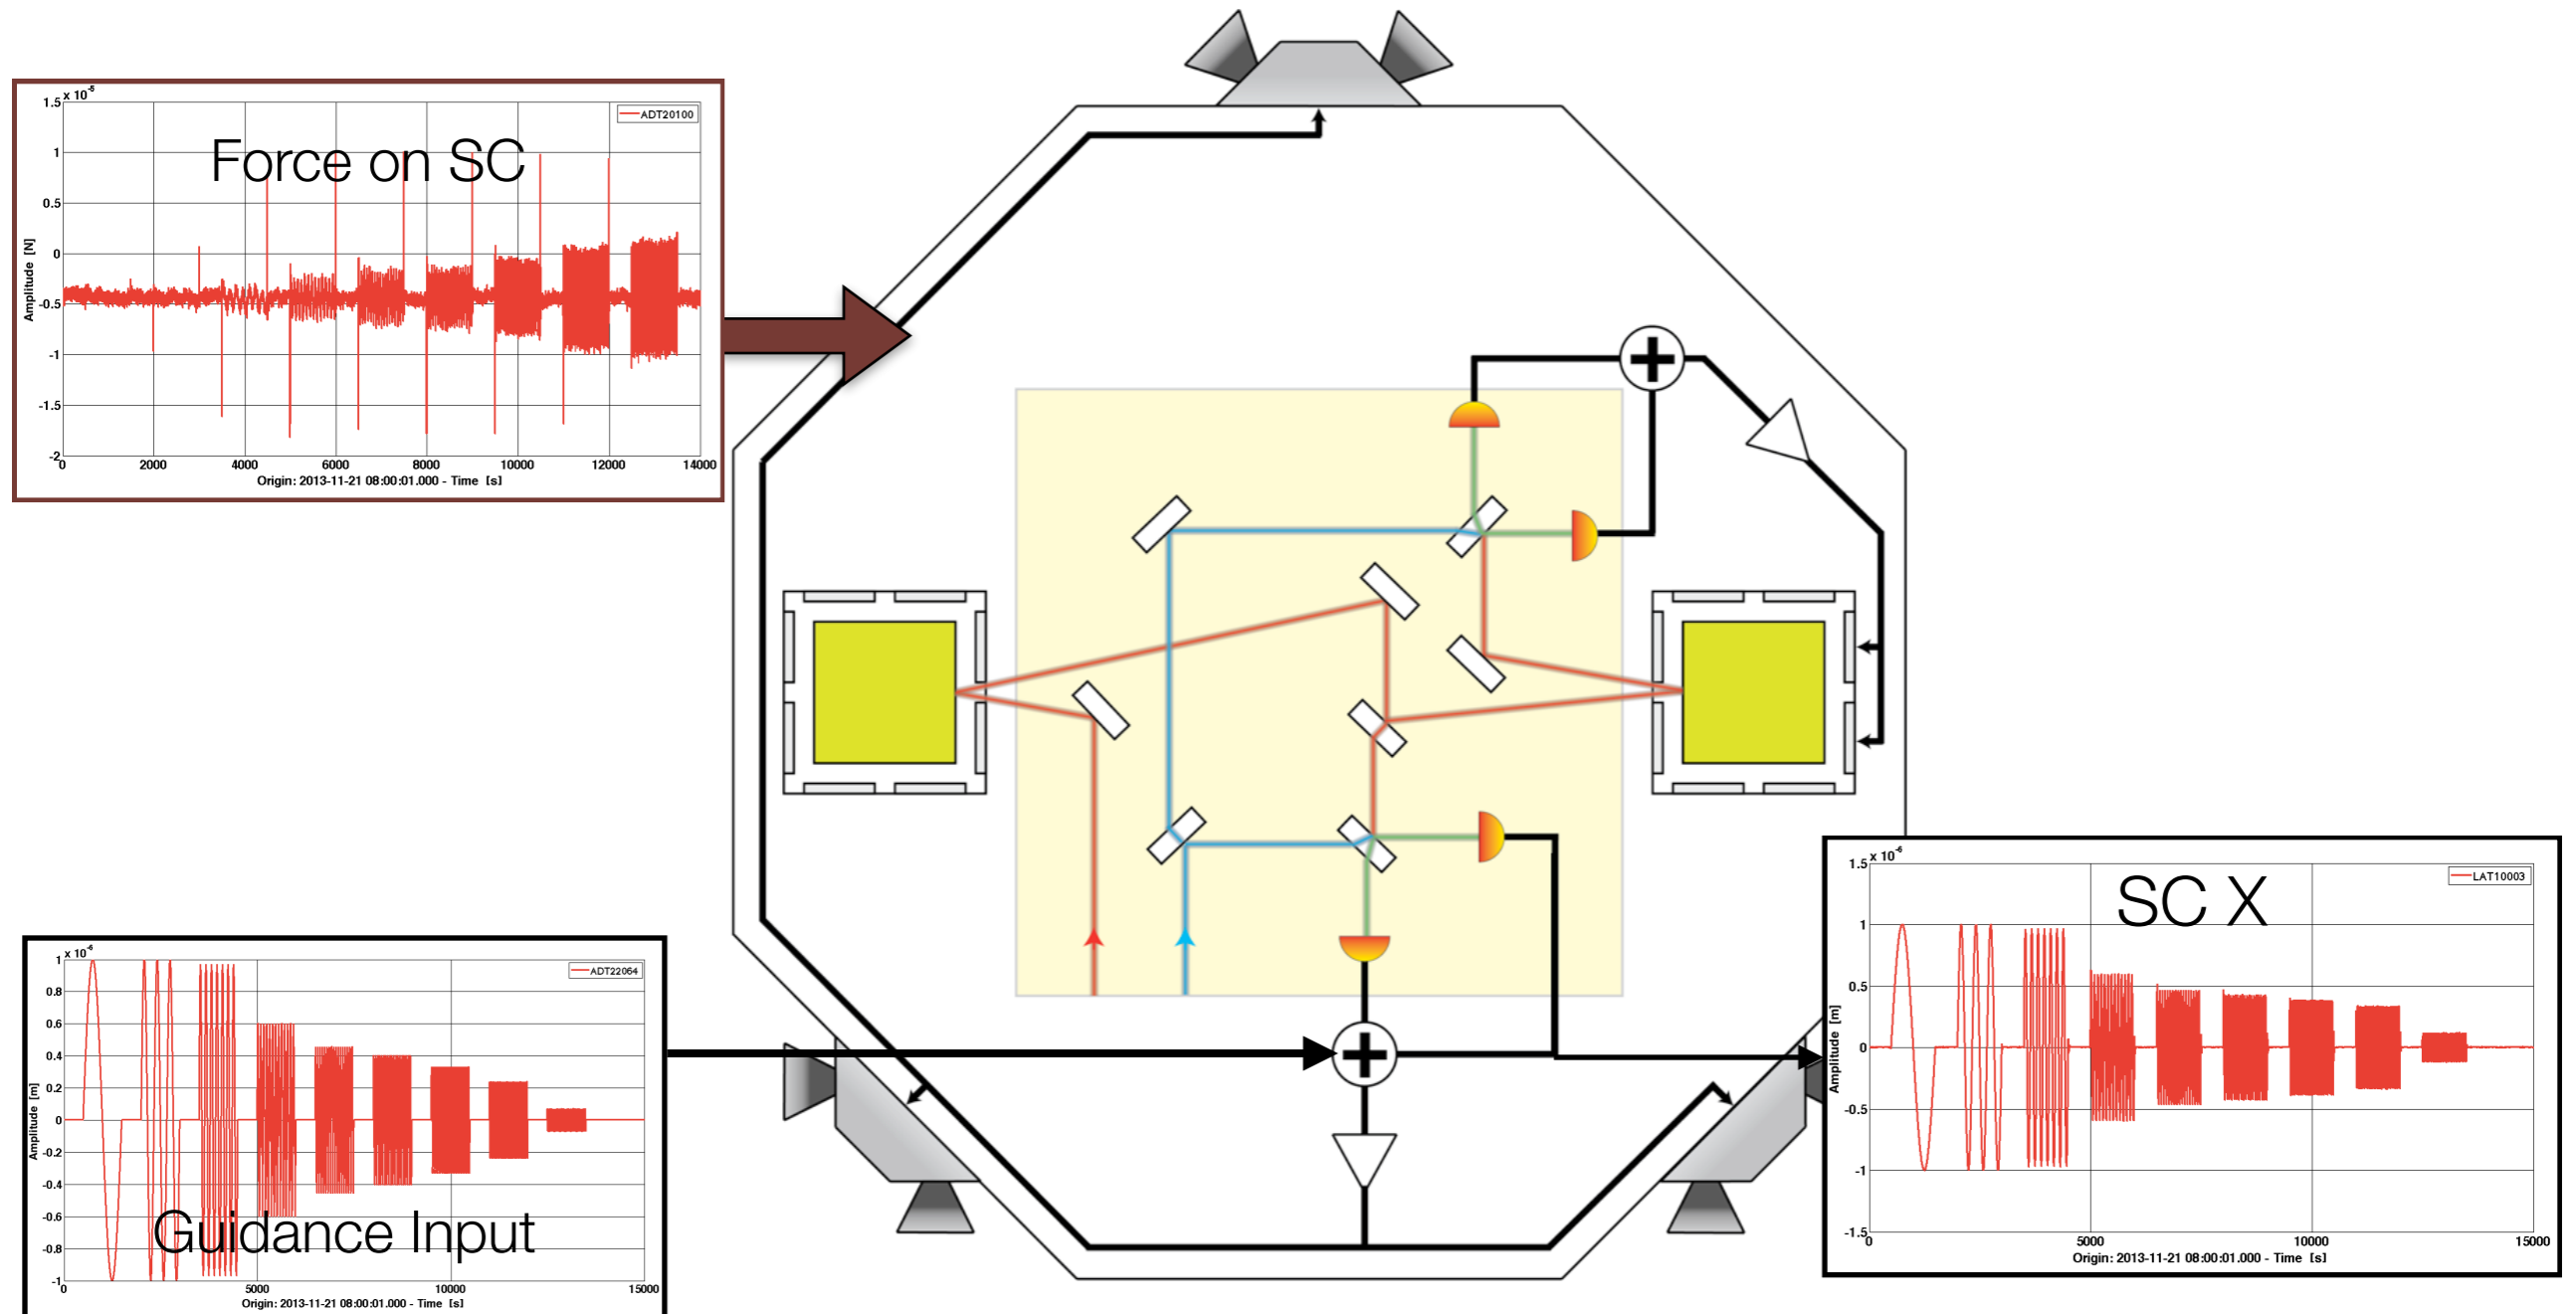 1.5 x 10⁻⁵
ADT20100
Force on SC
1
0.5
0
-0.5
-1
-1.5
-2
Amplitude [N]
0 2000 4000 6000 8000 10000 12000 14000
Origin: 2013-11-21 08:00:01.000 - Time [s]
1 x 10⁻⁶
ADT22064
0.8
0.6
0.4
0.2
0
-0.2
-0.4
-0.6
-0.8
-1
Amplitude [m]
Guidance Input
0 5000 10000 15000
Origin: 2013-11-21 08:00:01.000 - Time [s]
1.5 x 10⁻⁶
LAT10003
SC X
1
0.5
0
-0.5
-1
-1.5
Amplitude [m]
0 5000 10000 15000
Origin: 2013-11-21 08:00:01.000 - Time [s]